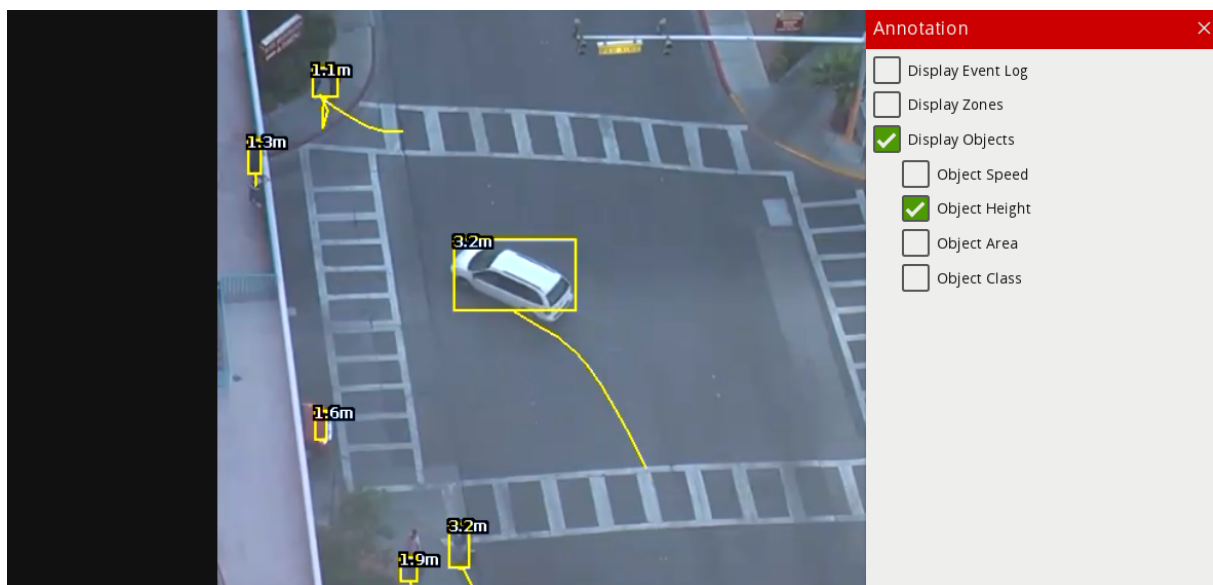 Annotation
Display Event Log
Display Zones
Display Objects
Object Speed
Object Height
Object Area
Object Class
1.1m
1.3m
3.2m
1.6m
3.2m
1.9m